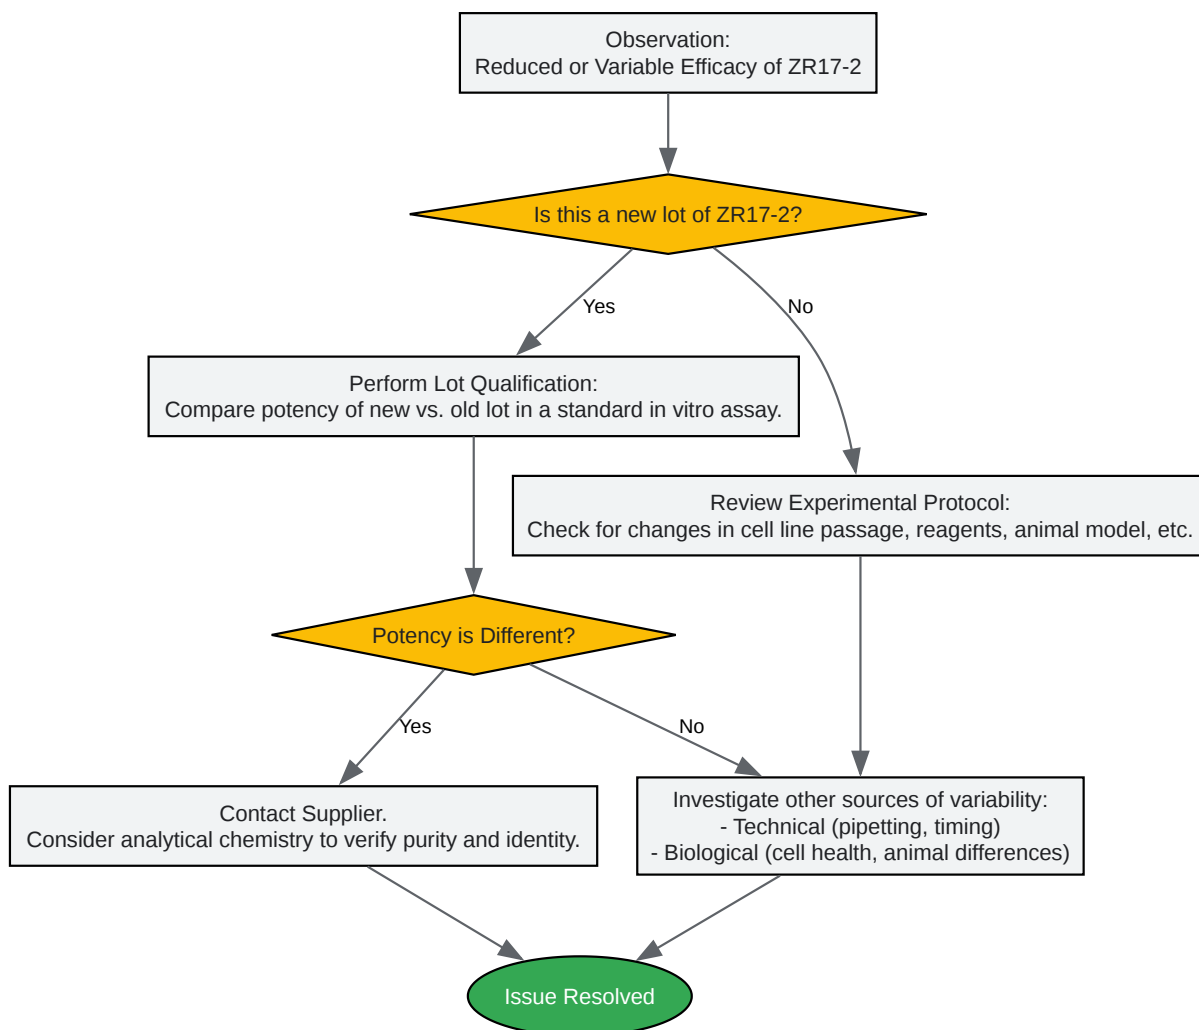 Observation:
Reduced or Variable Efficacy of ZR17-2
Is this a new lot of ZR17-2?
Yes
No
Perform Lot Qualification:
Compare potency of new vs. old lot in a standard in vitro assay.
Review Experimental Protocol:
Check for changes in cell line passage, reagents, animal model, etc.
Potency is Different?
Yes
No
Contact Supplier.
Consider analytical chemistry to verify purity and identity.
Investigate other sources of variability:
- Technical (pipetting, timing)
- Biological (cell health, animal differences)
Issue Resolved